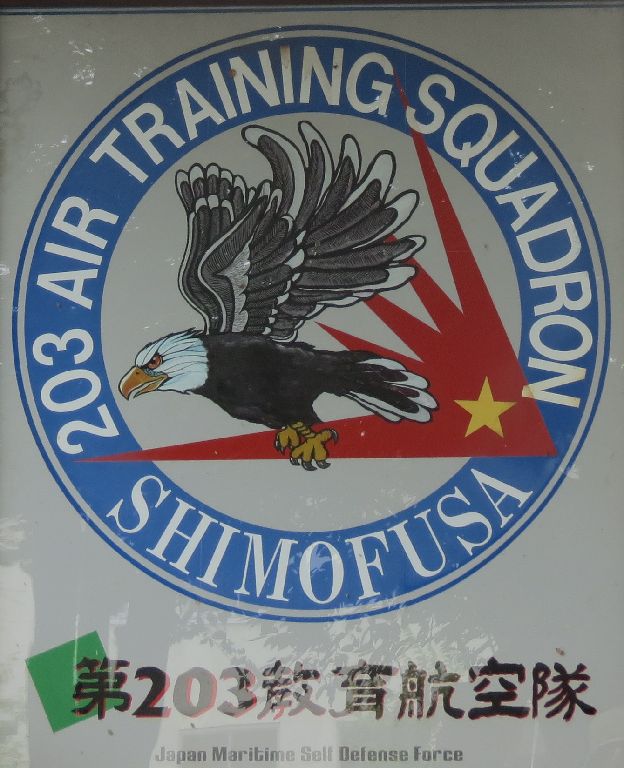 203 AIR TRAINING SQUADRON
SHIMOFUSA
第203教育航空隊
Japan Maritime Self Defense Force